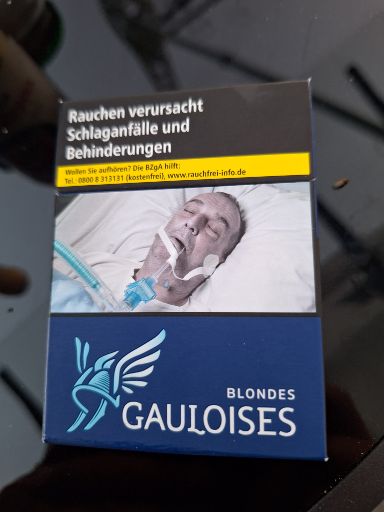 Rauchen verursacht
Schlaganfälle und
Behinderungen
Wollen Sie aufhören? Die BZgA hilft:
Tel.: 0800 8 313131 (kostenfrei), www.rauchfrei-info.de
BLONDES
GAULOISES